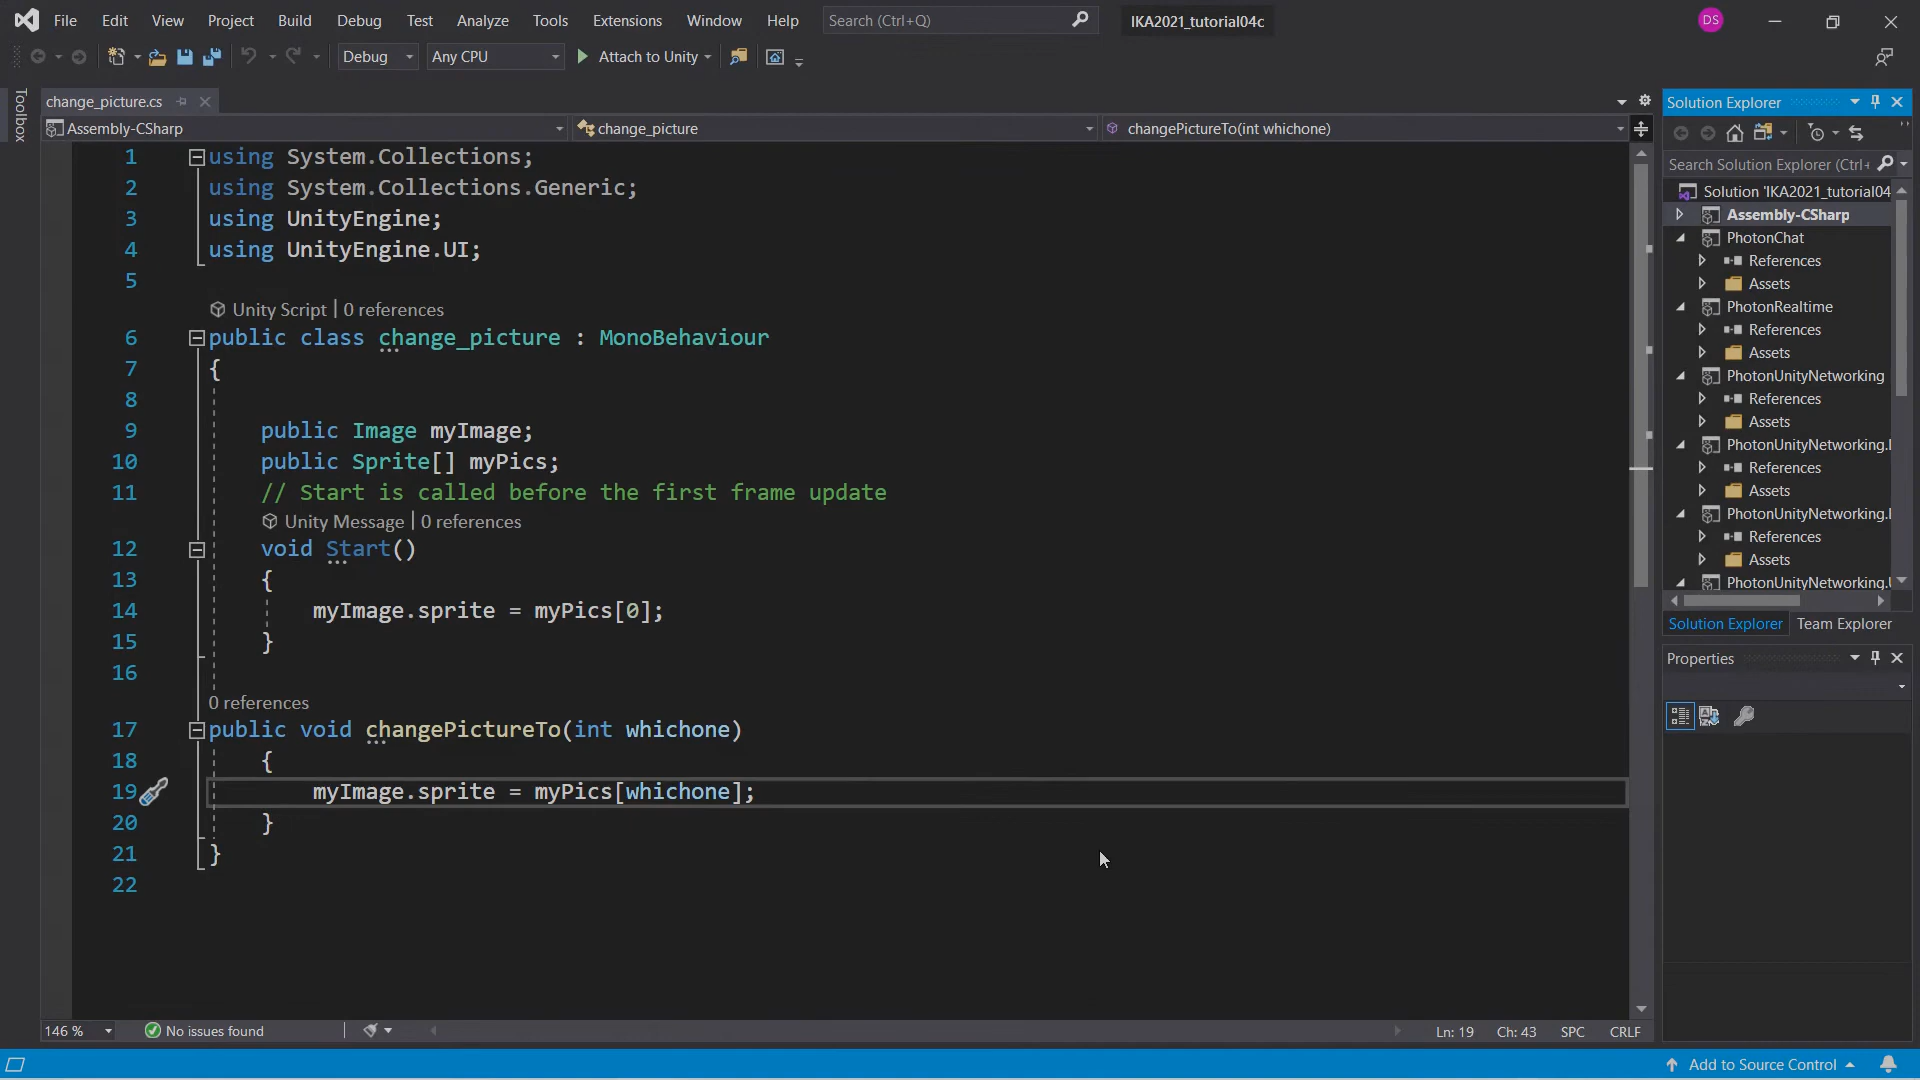 File Edit View Project Build Debug Test Analyze Tools Extensions Window Help Search (Ctrl+Q) IKA2021_tutorial04c DS
Debug Any CPU Attach to Unity
Toolbox
change_picture.cs
Assembly-CSharp change_picture changePictureTo(int whichone)
1 using System.Collections;
2 using System.Collections.Generic;
3 using UnityEngine;
4 using UnityEngine.UI;
5
Unity Script | 0 references
6 public class change_picture : MonoBehaviour
7 {
8
9 public Image myImage;
10 public Sprite[] myPics;
11 // Start is called before the first frame update
Unity Message | 0 references
12 void Start()
13 {
14 myImage.sprite = myPics[0];
15 }
16
0 references
17 public void changePictureTo(int whichone)
18 {
19 myImage.sprite = myPics[whichone];
20 }
21 }
22
146 % No issues found Ln: 19 Ch: 43 SPC CRLF
Solution Explorer
Search Solution Explorer (Ctrl+
Solution 'IKA2021_tutorial04
Assembly-CSharp
PhotonChat
References
Assets
PhotonRealtime
References
Assets
PhotonUnityNetworking
References
Assets
PhotonUnityNetworking.
References
Assets
PhotonUnityNetworking.
References
Assets
PhotonUnityNetworking.
Solution Explorer Team Explorer
Properties
Add to Source Control